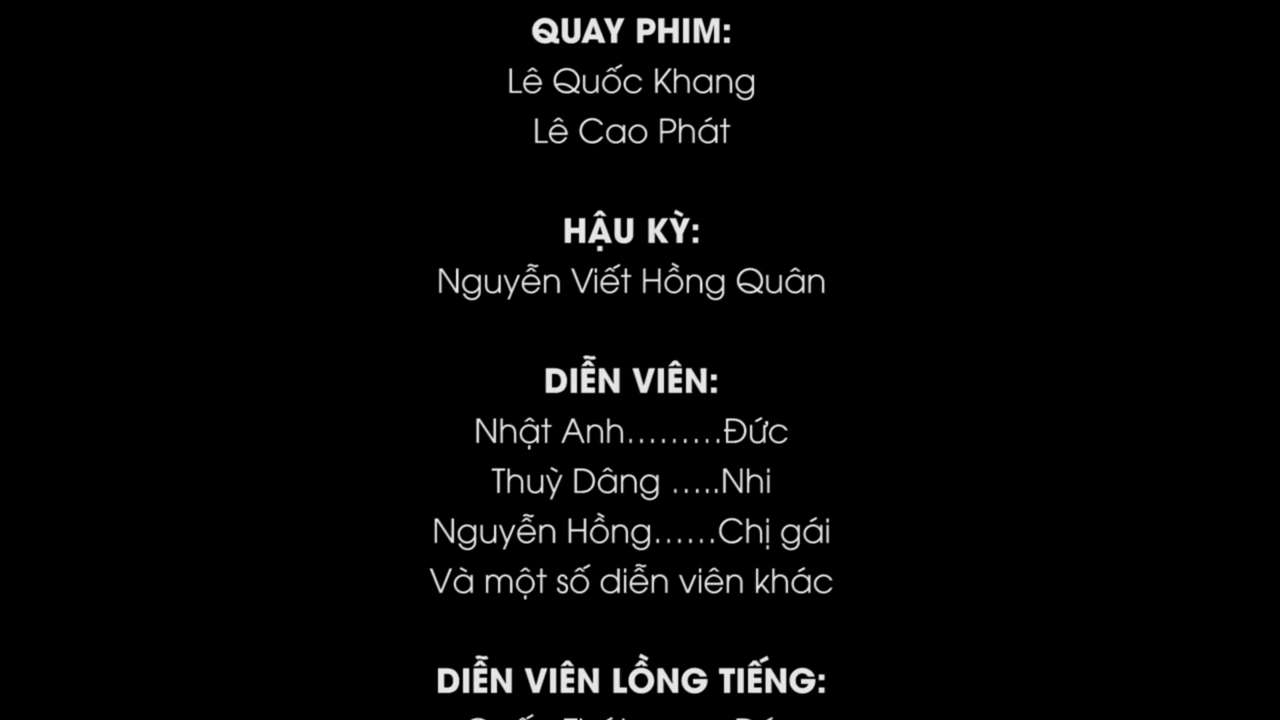 QUAY PHIM:
Lê Quốc Khang
Lê Cao Phát
HẬU KỲ:
Nguyễn Viết Hồng Quân
DIỄN VIÊN:
Nhật Anh.........Đức
Thuỳ Dâng .....Nhi
Nguyễn Hồng......Chị gái
Và một số diễn viên khác
DIỄN VIÊN LỒNG TIẾNG: